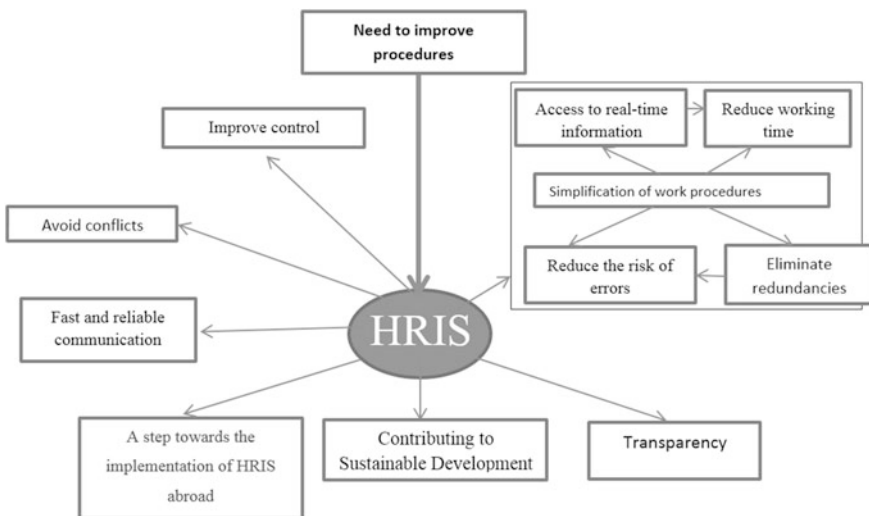 Need to improve
procedures
Access to real-time
information
Reduce working
time
Improve control
Simplification of work procedures
Avoid conflicts
Reduce the risk of
errors
Eliminate
redundancies
Fast and reliable
communication
HRIS
A step towards the
implementation of HRIS
abroad
Contributing to
Sustainable Development
Transparency